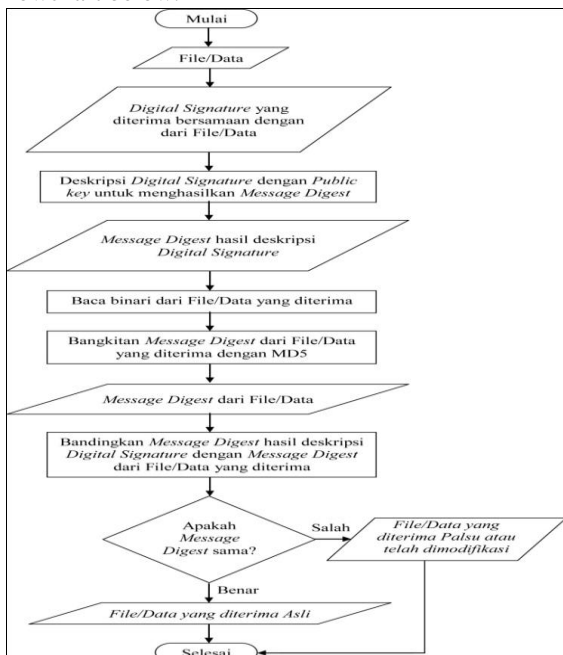 Mulai
File/Data
Digital Signature yang
diterima bersamaan dengan
dari File/Data
Deskripsi Digital Signature dengan Public
key untuk menghasilkan Message Digest
Message Digest hasil deskripsi
Digital Signature
Baca binari dari File/Data yang diterima
Bangkitan Message Digest dari File/Data
yang diterima dengan MD5
Message Digest dari File/Data
Bandingkan Message Digest hasil deskripsi
Digital Signature dengan Message Digest
dari File/Data yang diterima
Apakah
Message
Digest sama?
Salah
File/Data yang
diterima Palsu atau
telah dimodifikasi
Benar
File/Data yang diterima Asli
Selesai